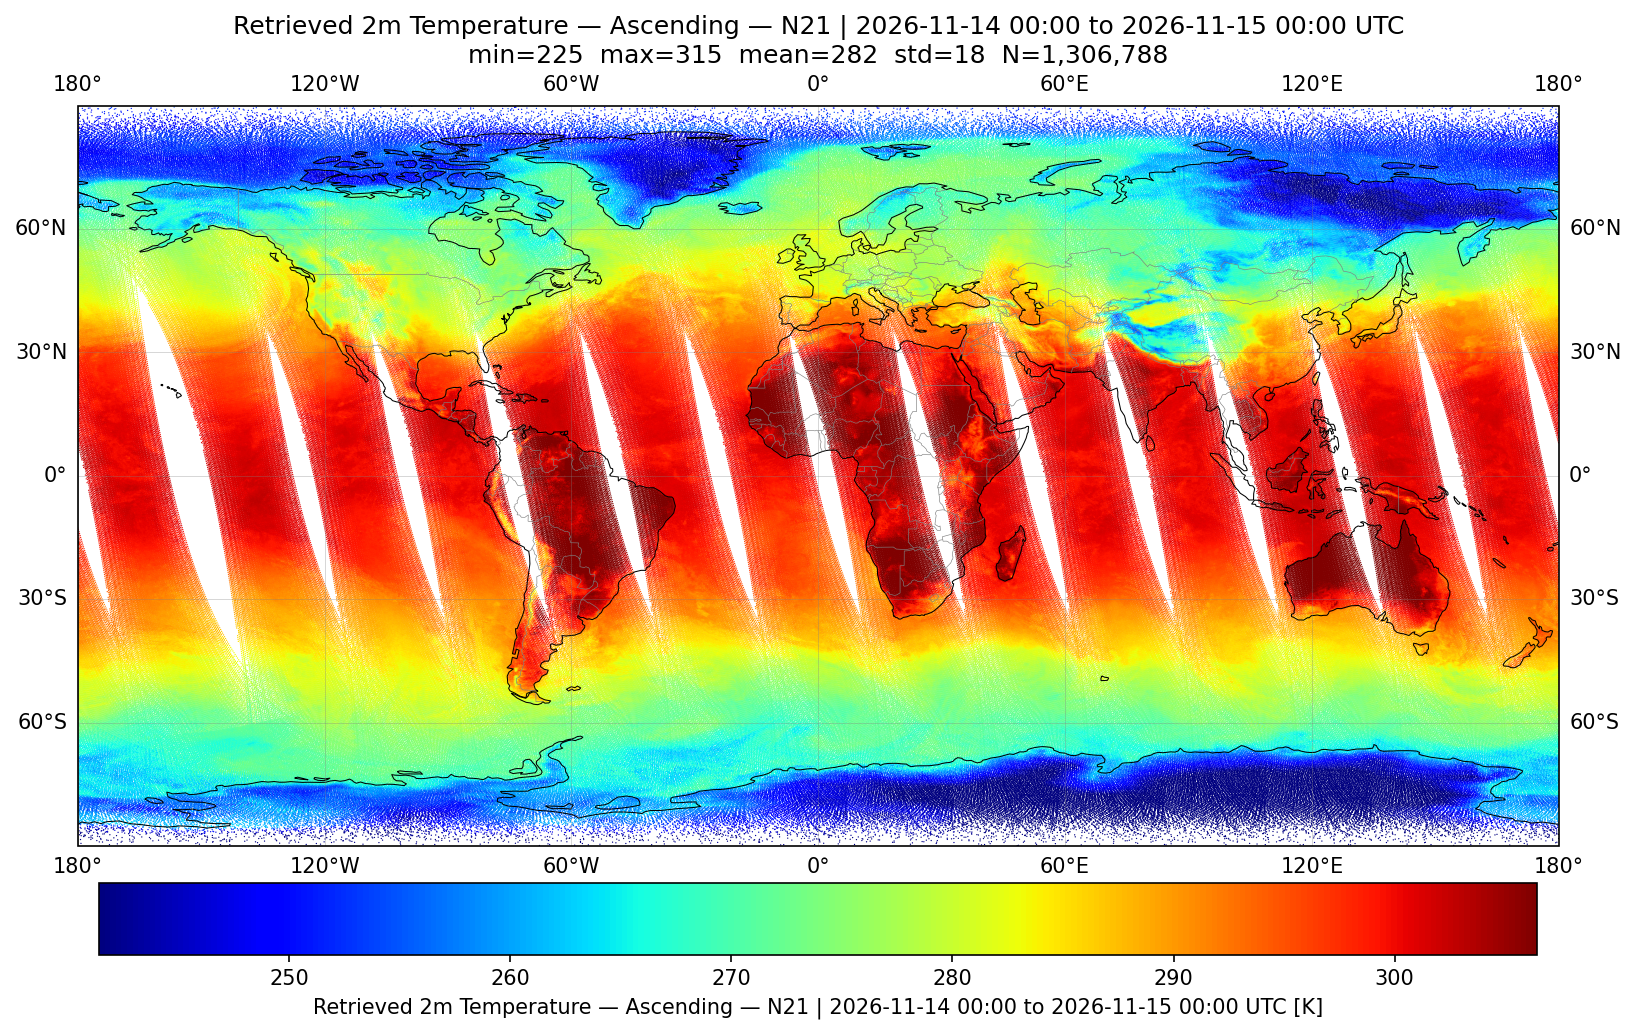 Retrieved 2m Temperature — Ascending — N21 | 2026-11-14 00:00 to 2026-11-15 00:00 UTC
min=225 max=315 mean=282 std=18 N=1,306,788
180° 120°W 60°W 0° 60°E 120°E 180°
60°N 60°N
30°N 30°N
0° 0°
30°S 30°S
60°S 60°S
180° 120°W 60°W 0° 60°E 120°E 180°
250 260 270 280 290 300
Retrieved 2m Temperature — Ascending — N21 | 2026-11-14 00:00 to 2026-11-15 00:00 UTC [K]